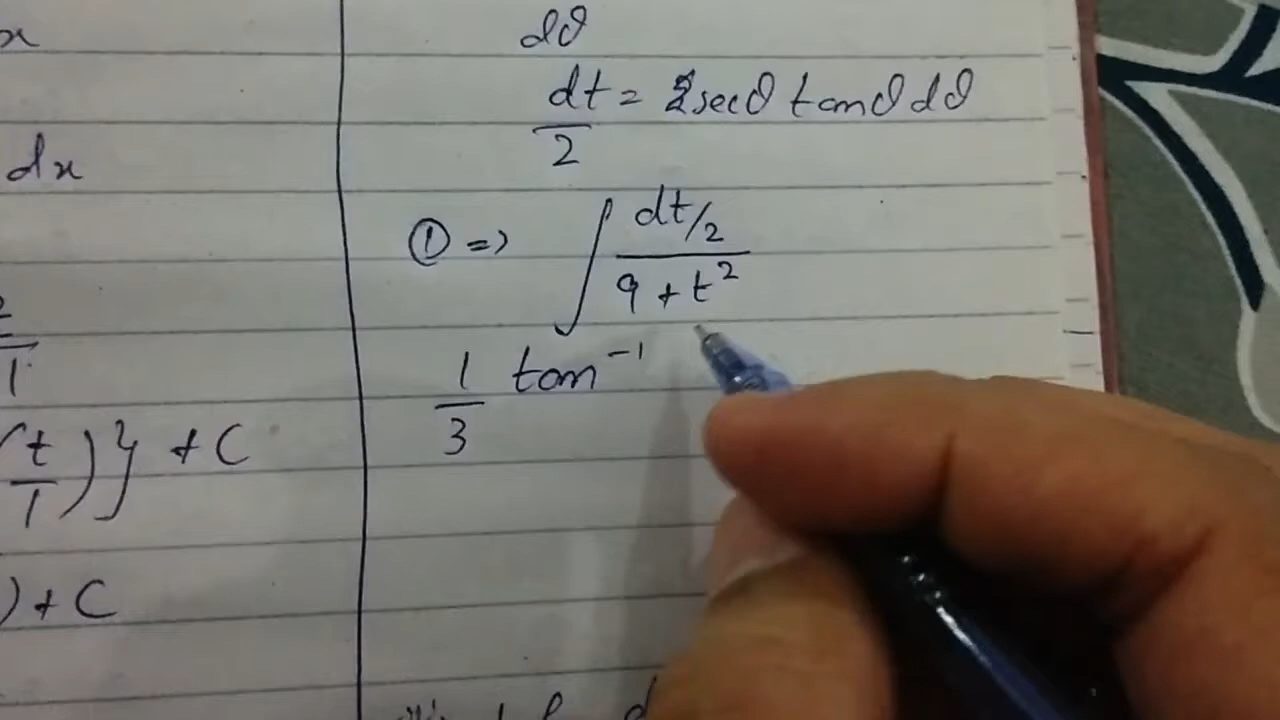 x
dx
t/1)} + C
) + C
dθ
dt/2 = 2secθ tanθ dθ
① => ∫ dt/2 / 9 + t²
1/3 tan⁻¹